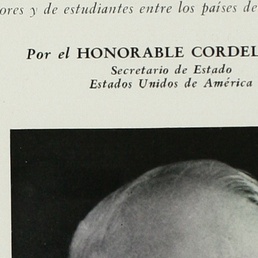 ores y de estudiantes entre los países de
Por el HONORABLE CORDEL
Secretario de Estado
Estados Unidos de América